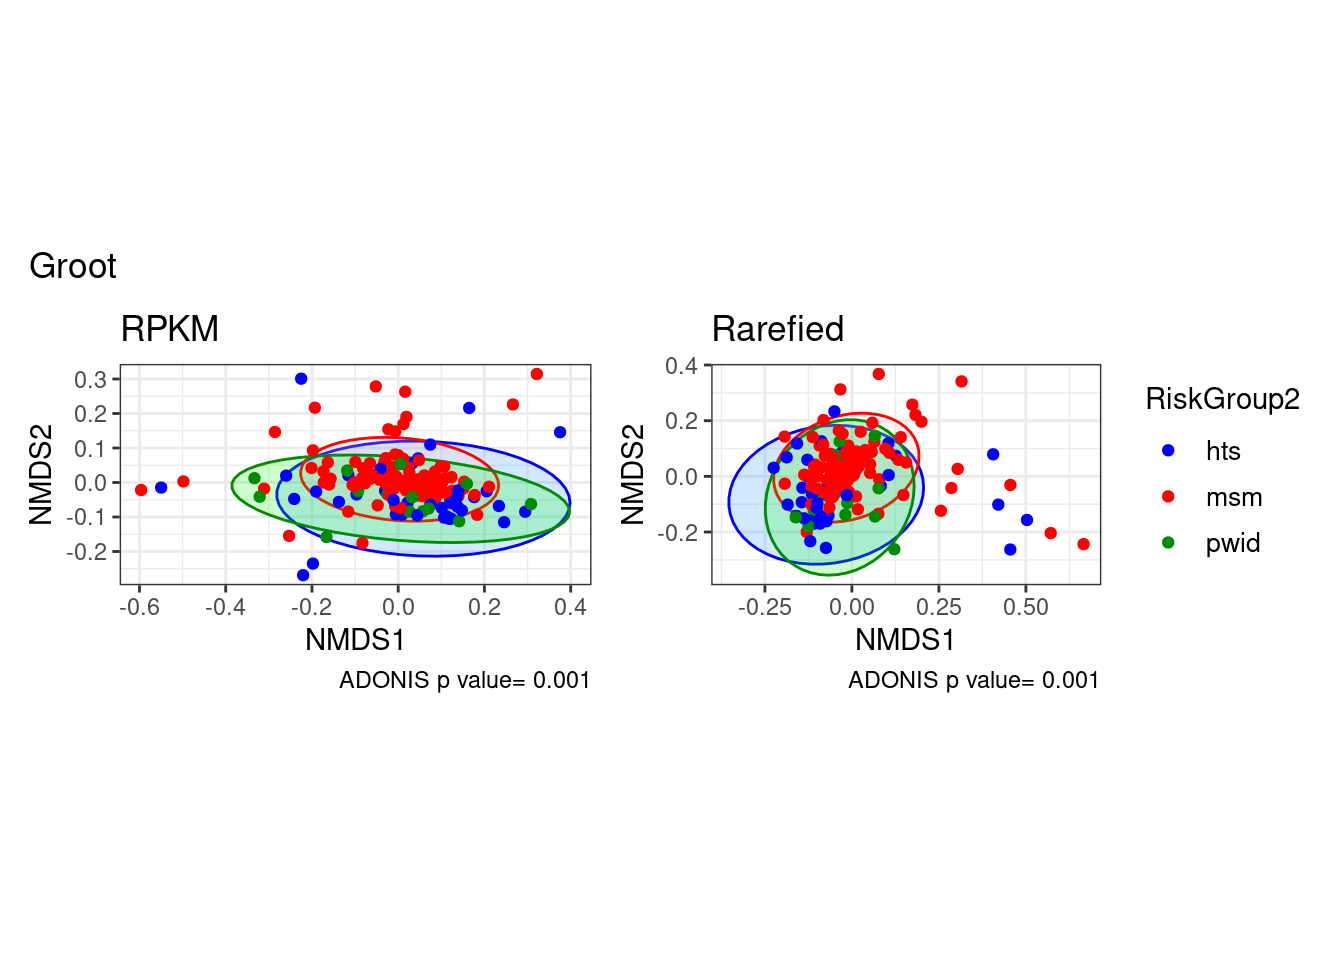 Groot
RPKM
NMDS2
0.3
0.2
0.1
0.0
-0.1
-0.2
-0.6
-0.4
-0.2
0.0
0.2
0.4
NMDS1
ADONIS p value= 0.001
Rarefied
NMDS2
0.4
0.2
0.0
-0.2
-0.25
0.00
0.25
0.50
NMDS1
ADONIS p value= 0.001
RiskGroup2
hts
msm
pwid